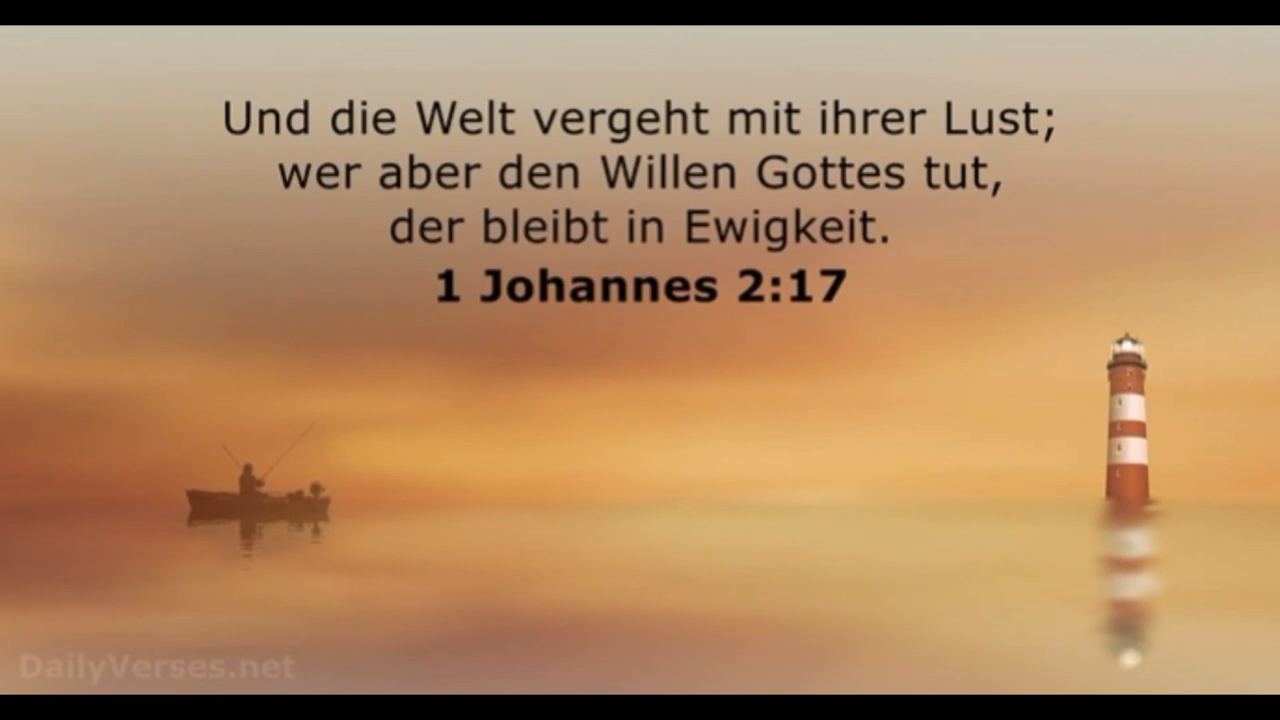 Und die Welt vergeht mit ihrer Lust;
wer aber den Willen Gottes tut,
der bleibt in Ewigkeit.
1 Johannes 2:17
DailyVerses.net